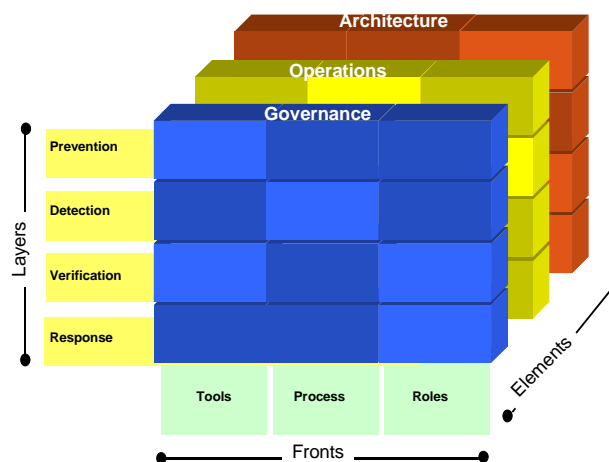 Architecture
Operations
Governance
Prevention
Detection
Verification
Response
Layers
Tools
Process
Roles
Fronts
Elements